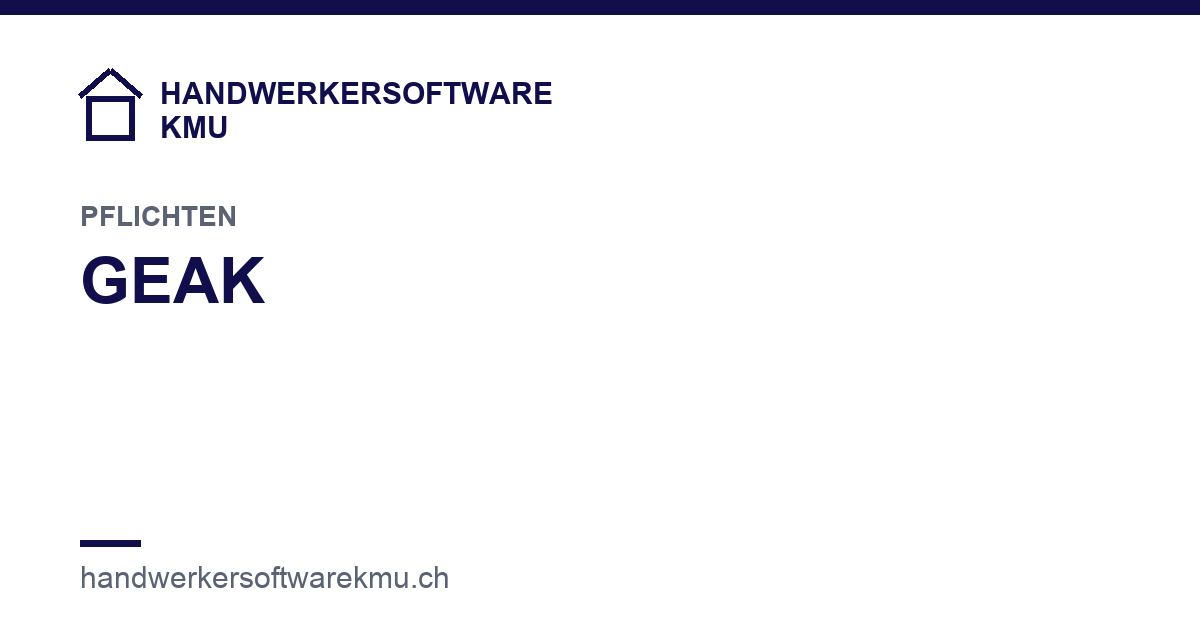 HANDWERKERSOFTWARE
KMU
PFLICHTEN
GEAK
handwerkersoftwarekmu.ch